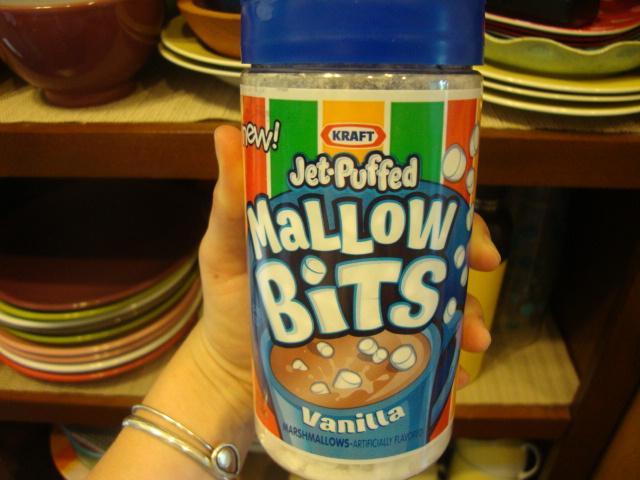 new!
KRAFT
Jet-Puffed
MaLLOW
BiTS
Vanilla
MARSHMALLOWS-ARTIFICIALLY FLAVORED